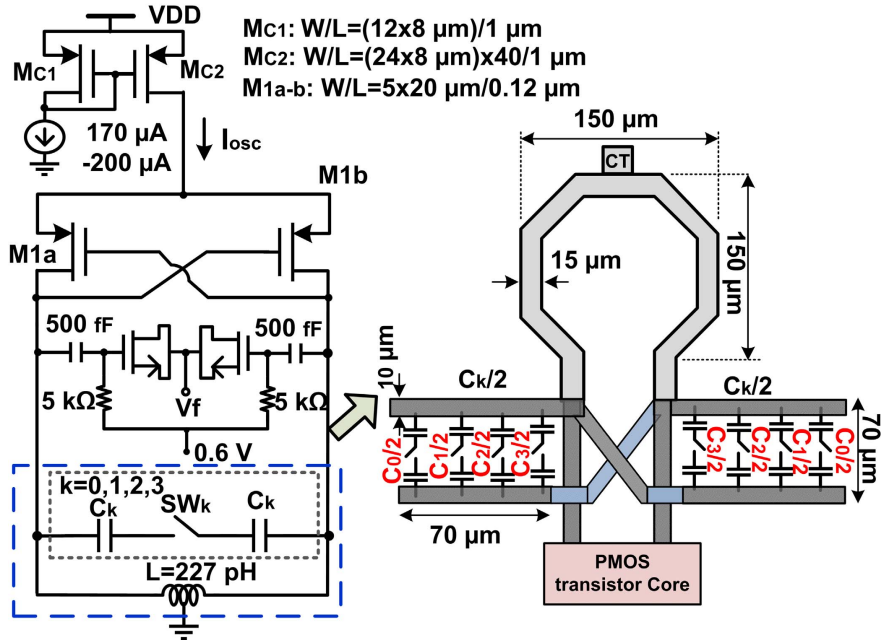 VDD
MC1: W/L=(12x8 µm)/1 µm
MC2: W/L=(24x8 µm)x40/1 µm
M1a-b: W/L=5x20 µm/0.12 µm
MC1
MC2
170 µA
-200 µA
Iosc
M1b
M1a
500 fF
500 fF
5 kΩ
Vf
5 kΩ
0.6 V
k=0,1,2,3
Ck
SWk
Ck
L=227 pH
150 µm
CT
15 µm
150 µm
10 µm
Ck/2
Ck/2
C0/2
C1/2
C2/2
C3/2
C3/2
C2/2
C1/2
C0/2
70 µm
70 µm
PMOS
transistor Core